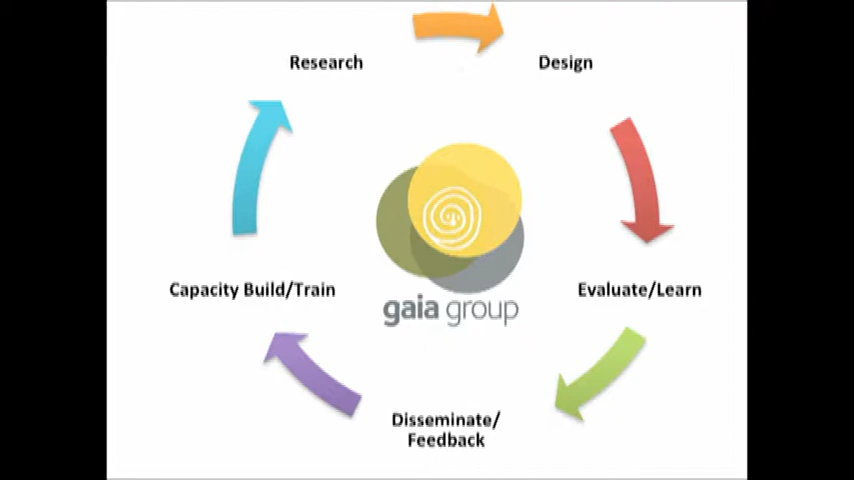 Research
Design
Capacity Build/Train
Evaluate/Learn
gaia group
Disseminate/
Feedback